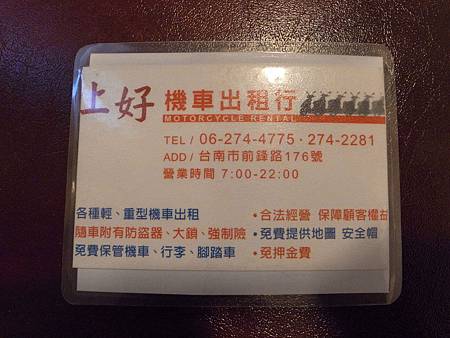 上好 機車出租行
MOTORCYCLE RENTAL
TEL / 06-274-4775・274-2281
ADD / 台南市前鋒路176號
營業時間 7:00-22:00
各種輕、重型機車出租
隨車附有防盜器、大鎖、強制險
免費保管機車、行李、腳踏車
•合法經營 保障顧客權益
•免費提供地圖 安全帽
•免押金費